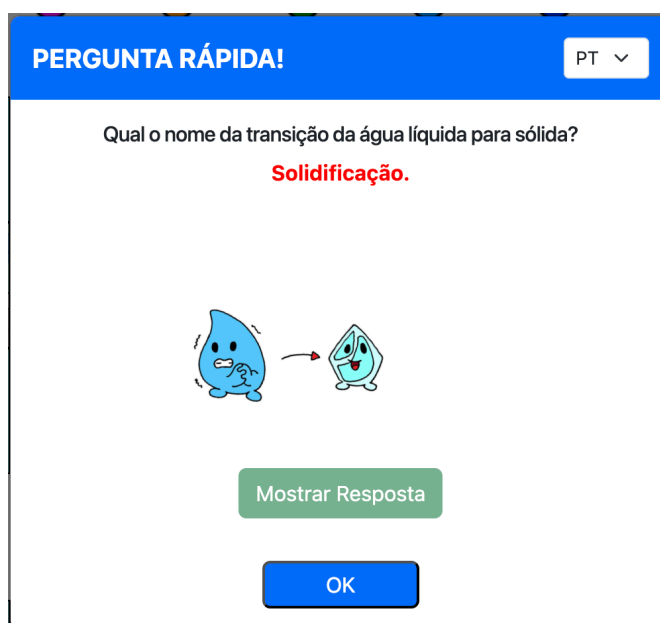 PERGUNTA RÁPIDA!
PT
Qual o nome da transição da água líquida para sólida?
Solidificação.
Mostrar Resposta
OK